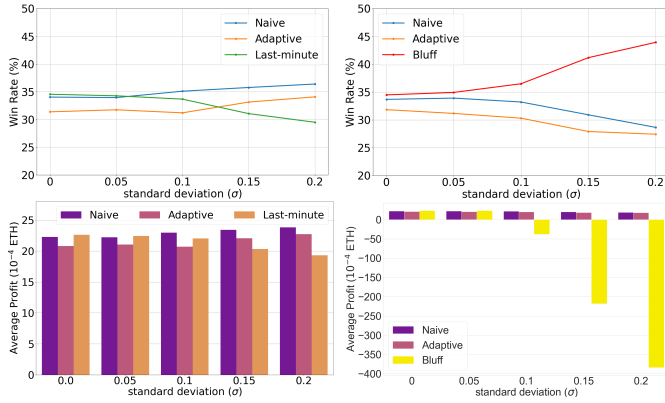 50
45
40
35
30
25
20
Win Rate (%)
Naive
Adaptive
Last-minute
0 0.05 0.1 0.15 0.2
standard deviation (σ)
50
45
40
35
30
25
20
Win Rate (%)
Naive
Adaptive
Bluff
0 0.05 0.1 0.15 0.2
standard deviation (σ)
25
20
15
10
5
0
Average Profit (10⁻⁴ ETH)
Naive Adaptive Last-minute
0.0 0.05 0.1 0.15 0.2
standard deviation (σ)
0
−50
−100
−150
−200
−250
−300
−350
−400
Average Profit (10⁻⁴ ETH)
Naive
Adaptive
Bluff
0 0.05 0.1 0.15 0.2
standard deviation (σ)